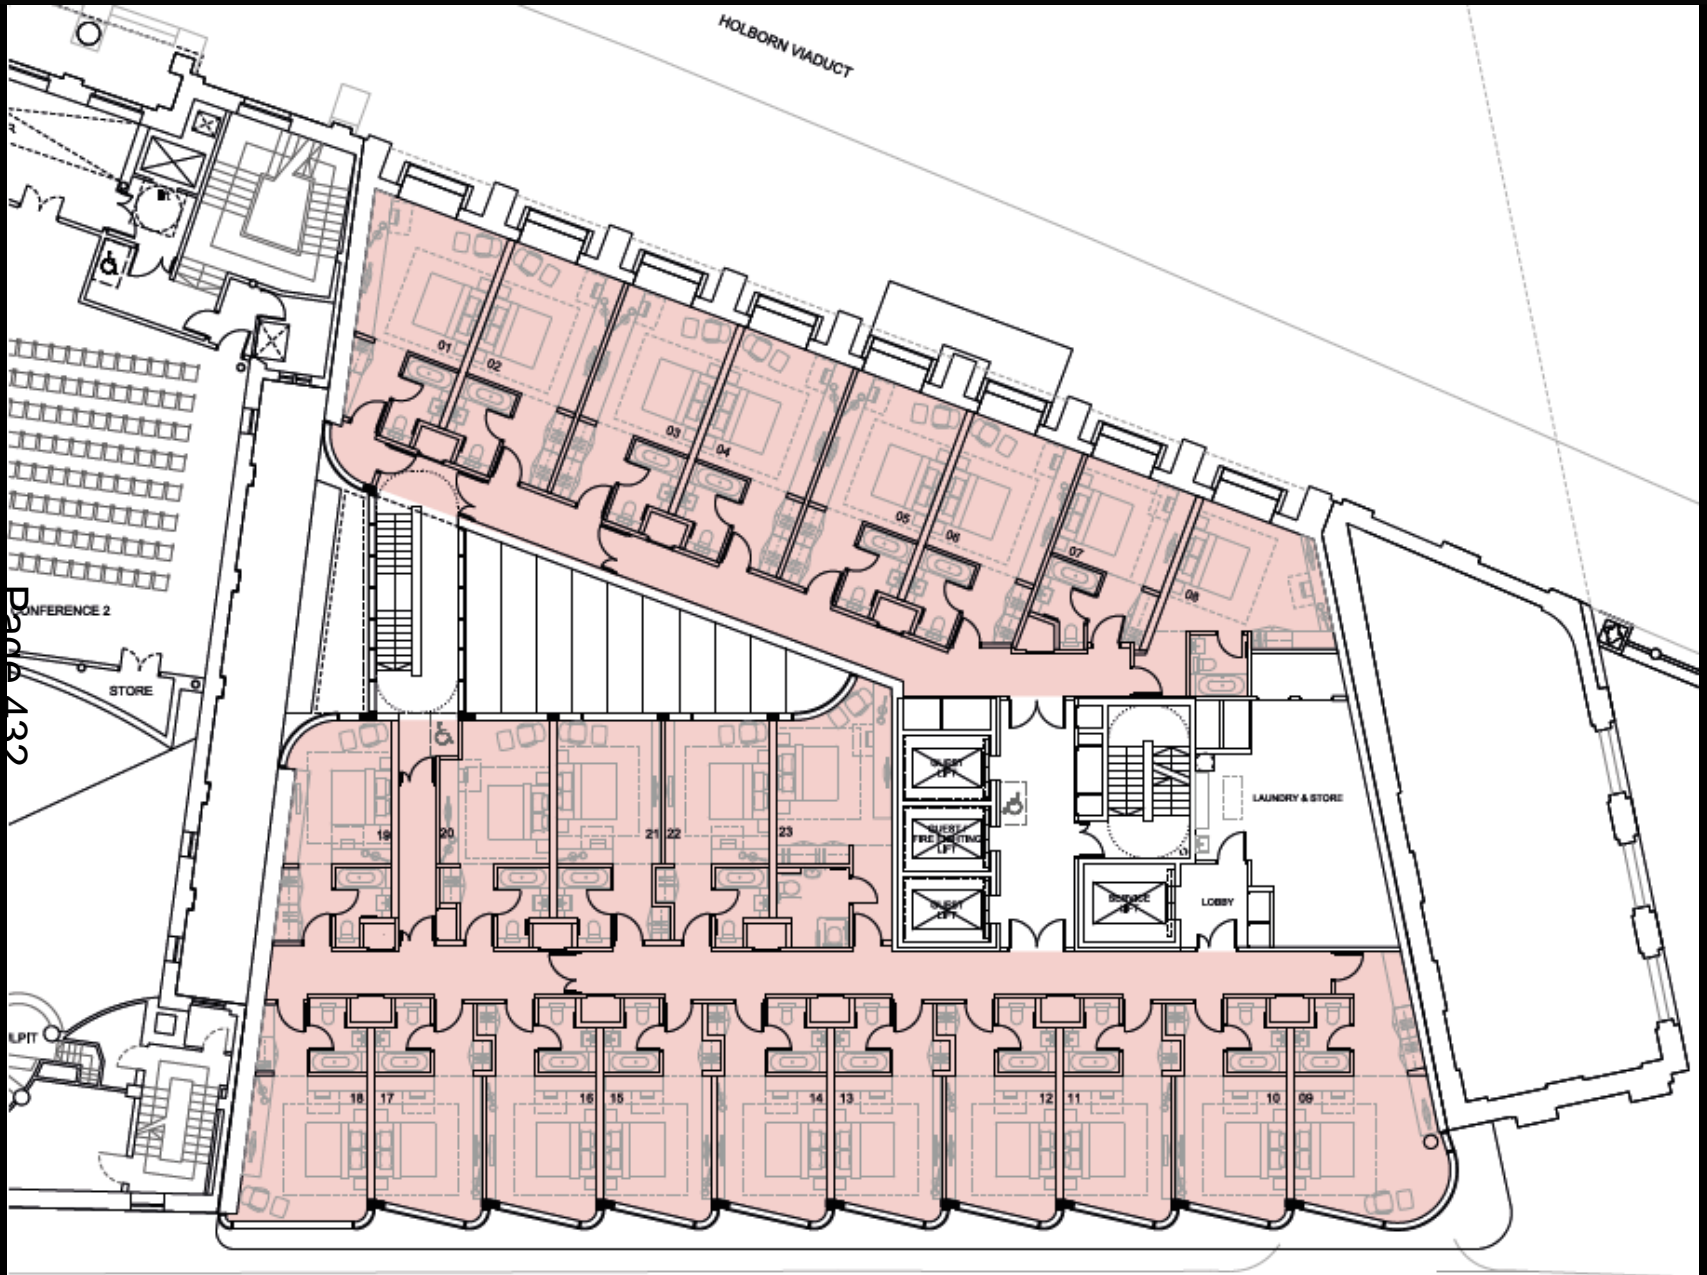 HOLBORN VIADUCT
01
02
03
04
05
06
07
08
CONFERENCE 2
STORE
Page 432
GUEST
LIFT
GUEST /
FIRE FIGHTING
LIFT
GUEST
LIFT
LAUNDRY & STORE
SERVICE
LIFT
LOBBY
19
20
21
22
23
18
17
16
15
14
13
12
11
10
09